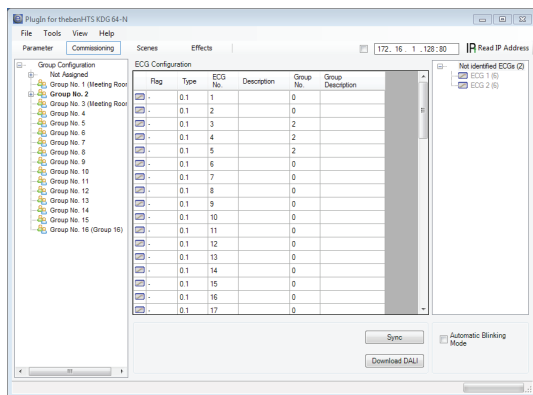 PlugIn for thebenHTS KDG 64-N
File Tools View Help
Parameter Commissioning Scenes Effects 172. 16 . 1 .128:80 IP Read IP Address
Group Configuration
Not Assigned
Group No. 1 (Meeting Roor
Group No. 2
Group No. 3 (Meeting Roor
Group No. 4
Group No. 5
Group No. 6
Group No. 7
Group No. 8
Group No. 9
Group No. 10
Group No. 11
Group No. 12
Group No. 13
Group No. 14
Group No. 15
Group No. 16 (Group 16)
ECG Configuration
Flag Type ECG No. Description Group No. Group Description
- 0.1 1 0
- 0.1 2 0
- 0.1 3 2
- 0.1 4 2
- 0.1 5 2
- 0.1 6 0
- 0.1 7 0
- 0.1 8 0
- 0.1 9 0
- 0.1 10 0
- 0.1 11 0
- 0.1 12 0
- 0.1 13 0
- 0.1 14 0
- 0.1 15 0
- 0.1 16 0
- 0.1 17 0
Not identified ECGs (2)
ECG 1 (6)
ECG 2 (6)
Sync
Download DALI
Automatic Blinking
Mode